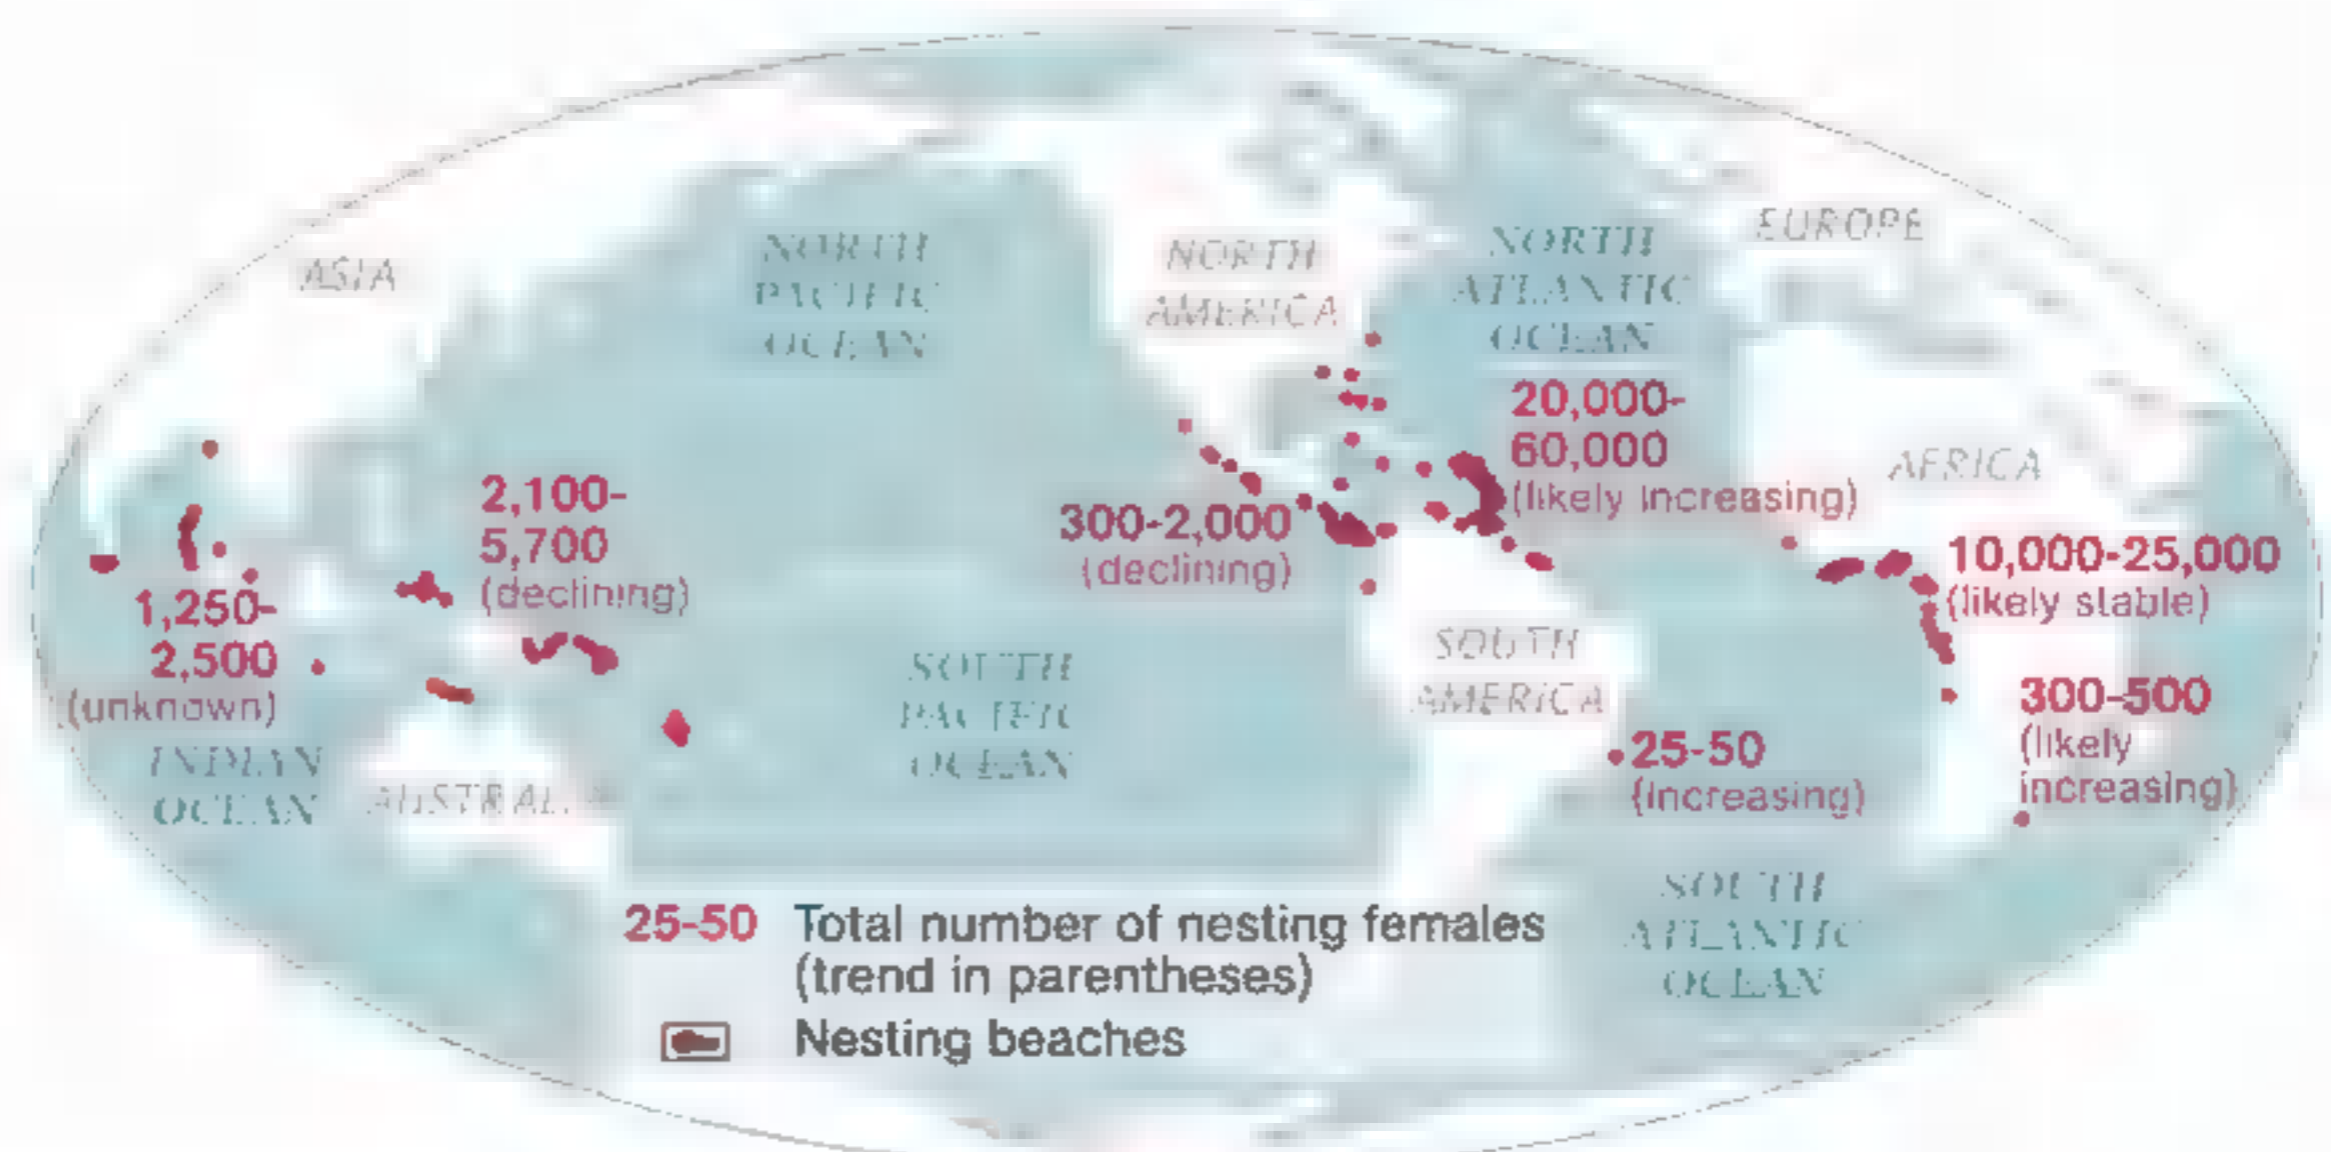 ASIA
NORTH
PACIFIC
OCEAN
NORTH
AMERICA
NORTH
ATLANTIC
OCEAN
EUROPE
AFRICA
20,000-
60,000
(likely increasing)
2,100-
5,700
(declining)
300-2,000
(declining)
10,000-25,000
(likely stable)
1,250-
2,500
(unknown)
INDIAN
OCEAN
AUSTRALIA
SOUTH
PACIFIC
OCEAN
SOUTH
AMERICA
25-50
(increasing)
300-500
(likely
increasing)
SOUTH
ATLANTIC
OCEAN
25-50 Total number of nesting females
(trend in parentheses)
Nesting beaches